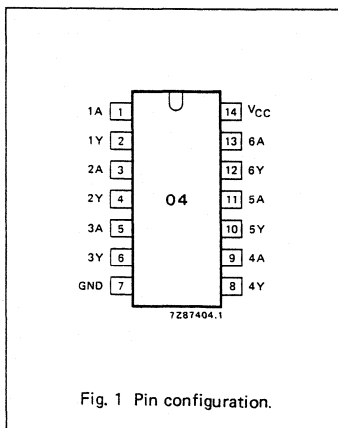 1A 1 14 VCC
1Y 2 13 6A
2A 3 12 6Y
2Y 4 04 11 5A
3A 5 10 5Y
3Y 6 9 4A
GND 7 8 4Y
7Z87404.1
Fig. 1 Pin configuration.